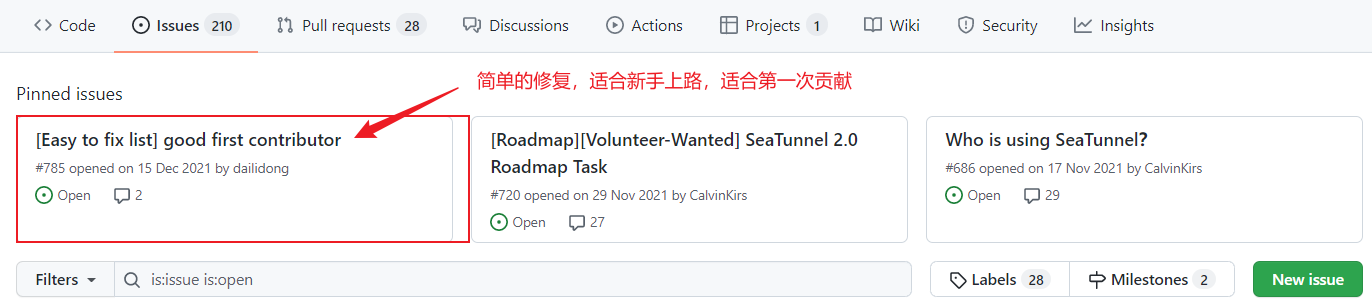 Code Issues 210 Pull requests 28 Discussions Actions Projects 1 Wiki Security Insights
简单的修复，适合新手上路，适合第一次贡献
Pinned issues
[Easy to fix list] good first contributor
#785 opened on 15 Dec 2021 by dailidong
Open 2
[Roadmap][Volunteer-Wanted] SeaTunnel 2.0
Roadmap Task
#720 opened on 29 Nov 2021 by CalvinKirs
Open 27
Who is using SeaTunnel?
#686 opened on 17 Nov 2021 by CalvinKirs
Open 29
Filters is:issue is:open Labels 28 Milestones 2 New issue